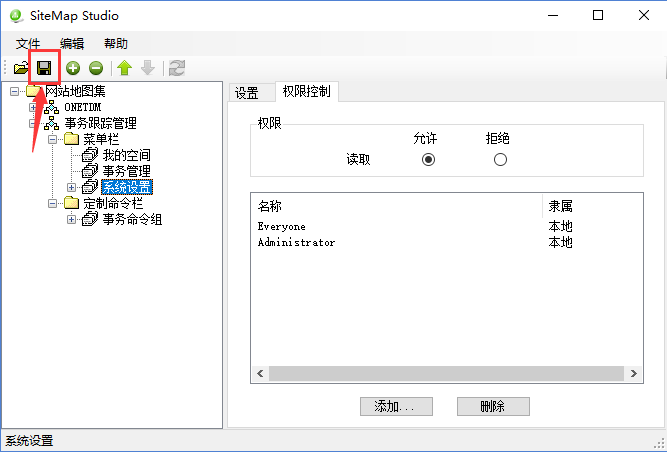 SiteMap Studio
文件 编辑 帮助
网站地图集
ONETDM
事务跟踪管理
菜单栏
我的空间
事务管理
系统设置
定制命令栏
事务命令组
设置 权限控制
权限
允许 拒绝
读取
名称 隶属
Everyone 本地
Administrator 本地
添加... 删除
系统设置